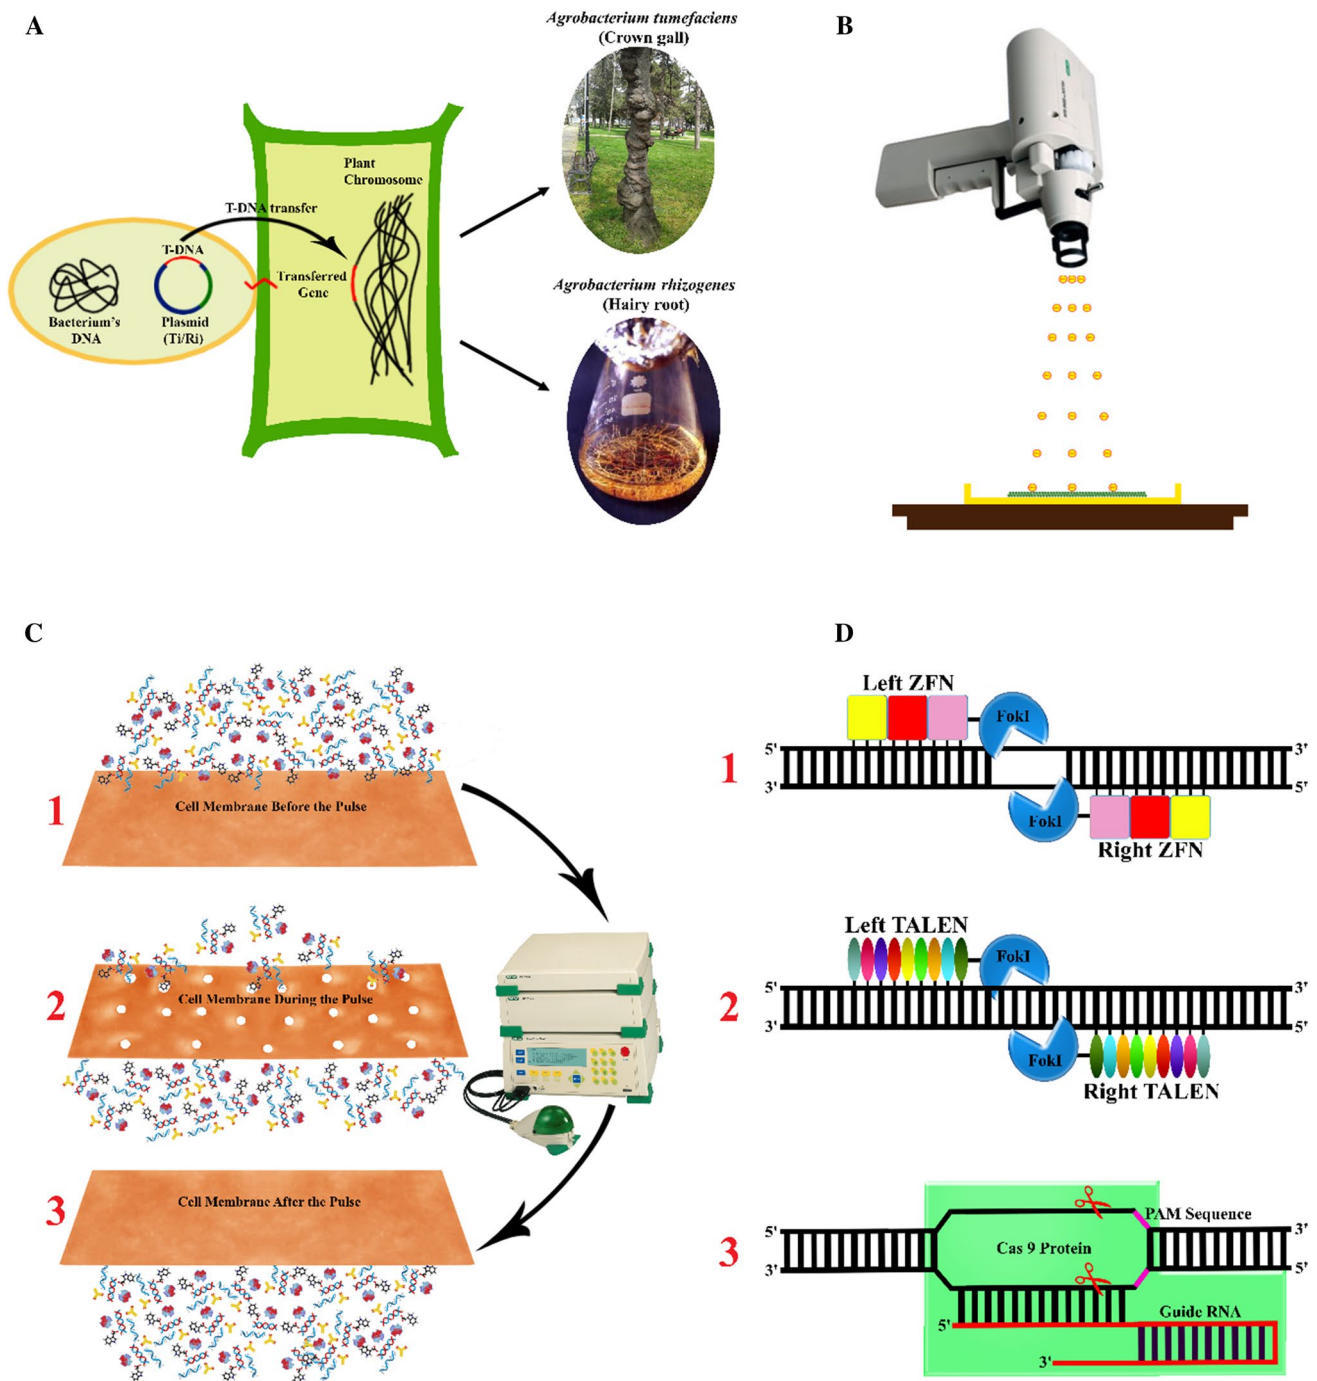 A
Agrobacterium tumefaciens
(Crown gall)
Plant
Chromosome
T-DNA transfer
T-DNA
Transferred
Gene
Bacterium's
DNA
Plasmid
(Ti/Ri)
Agrobacterium rhizogenes
(Hairy root)
B
C
1
Cell Membrane Before the Pulse
2
Cell Membrane During the Pulse
3
Cell Membrane After the Pulse
D
1
Left ZFN
FokI
5' 3'
3' 5'
FokI
Right ZFN
2
Left TALEN
FokI
5' 3'
3' 5'
FokI
Right TALEN
3
PAM Sequence
5' 3'
Cas 9 Protein
3' 5'
Guide RNA
5'
3'